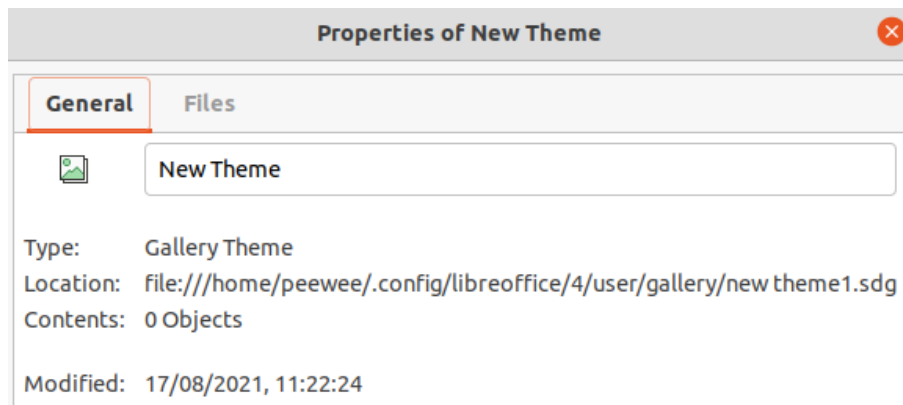 Properties of New Theme
General Files
New Theme
Type: Gallery Theme
Location: file:///home/peewee/.config/libreoffice/4/user/gallery/new theme1.sdg
Contents: 0 Objects
Modified: 17/08/2021, 11:22:24